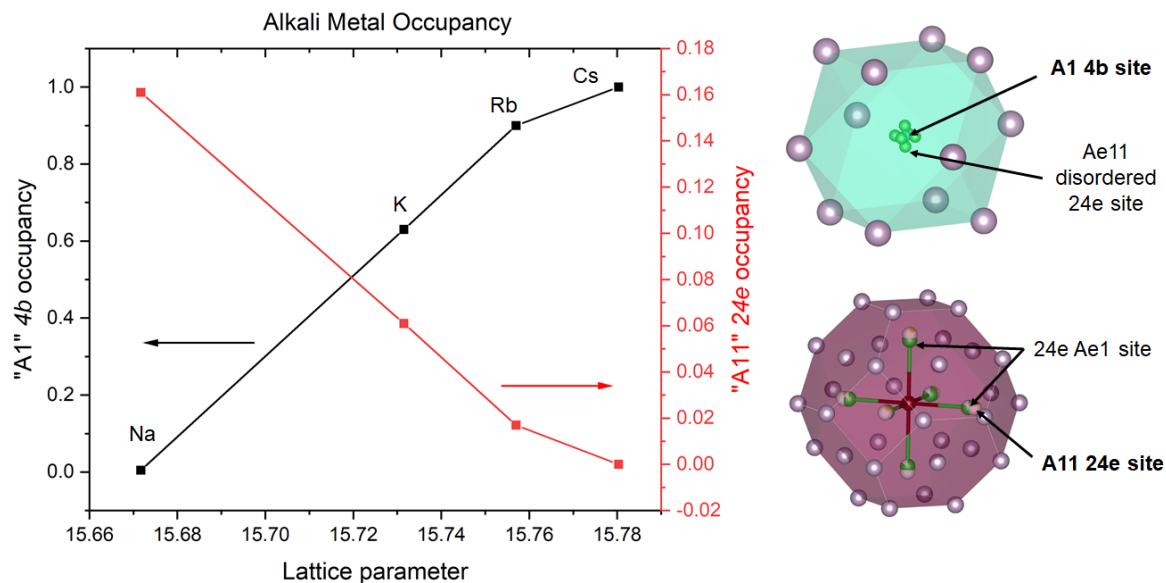 Alkali Metal Occupancy
"A1" 4b occupancy
1.0
0.8
0.6
0.4
0.2
0.0
Na
K
Rb
Cs
0.18
0.16
0.14
0.12
0.10
0.08
0.06
0.04
0.02
0.00
-0.02
"A11" 24e occupancy
15.66
15.68
15.70
15.72
15.74
15.76
15.78
Lattice parameter
A1 4b site
Ae11
disordered
24e site
24e Ae1 site
A11 24e site